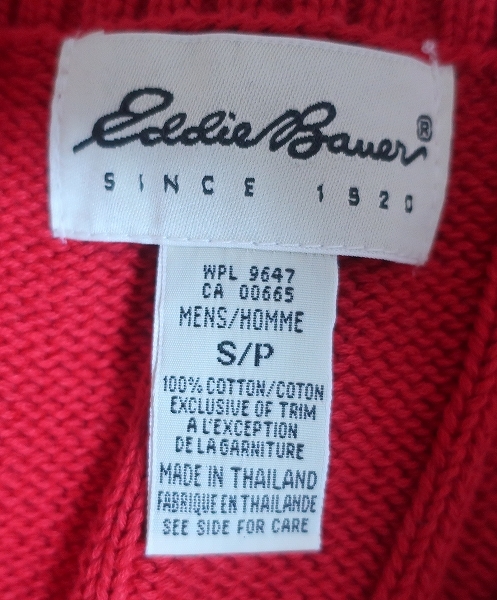 Eddie Bauer®
SINCE 1920
WPL 9647
CA 00665
MENS/HOMME
S/P
100% COTTON/COTON
EXCLUSIVE OF TRIM
A L'EXCEPTION
DE LA GARNITURE
MADE IN THAILAND
FABRIQUE EN THAILANDE
SEE SIDE FOR CARE